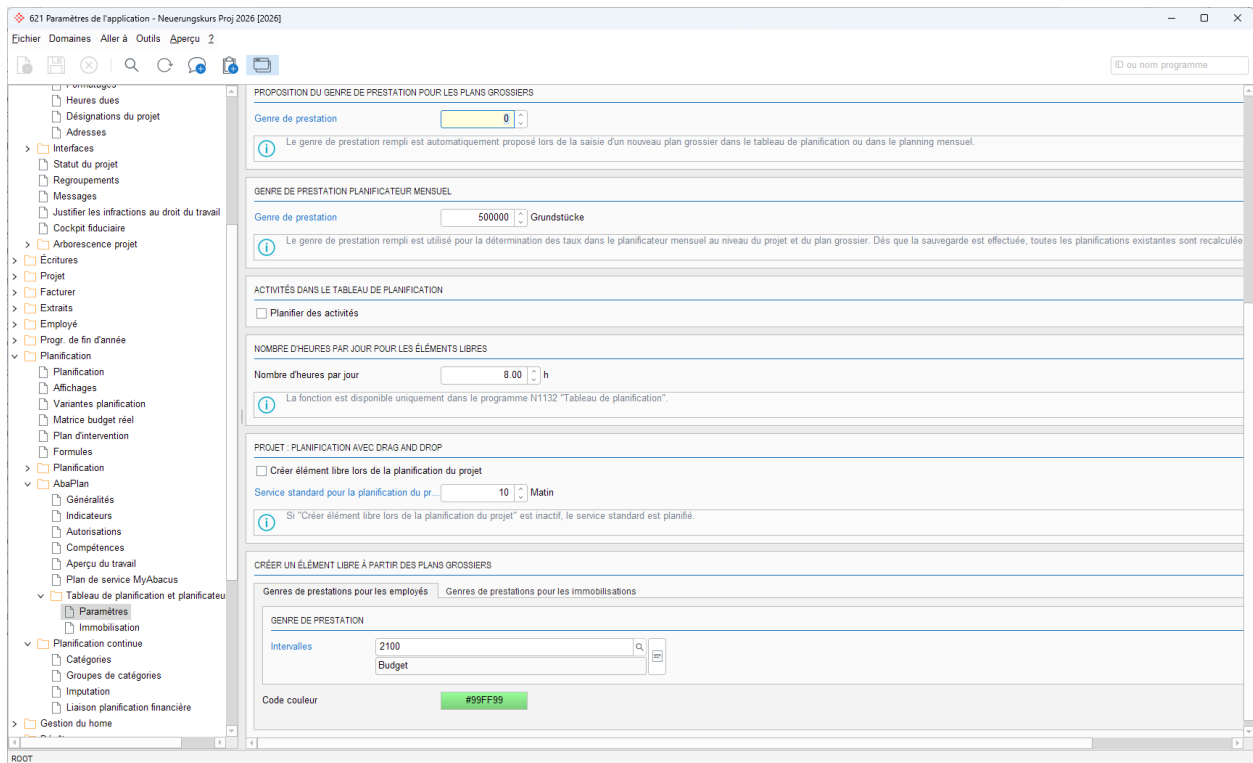 621 Paramètres de l'application - Neuerungskurs Proj 2026 [2026]
Fichier Domaines Aller à Outils Aperçu ?
ID ou nom programme
Formatages
Heures dues
Désignations du projet
Adresses
Interfaces
Statut du projet
Regroupements
Messages
Justifier les infractions au droit du travail
Cockpit fiduciaire
Arborescence projet
Écritures
Projet
Facturer
Extraits
Employé
Progr. de fin d'année
Planification
Planification
Affichages
Variantes planification
Matrice budget réel
Plan d'intervention
Formules
Planification
AbaPlan
Généralités
Indicateurs
Autorisations
Compétences
Aperçu du travail
Plan de service MyAbacus
Tableau de planification et planificateu
Paramètres
Immobilisation
Planification continue
Catégories
Groupes de catégories
Imputation
Liaison planification financière
Gestion du home
ROOT
PROPOSITION DU GENRE DE PRESTATION POUR LES PLANS GROSSIERS
Genre de prestation 0
Le genre de prestation rempli est automatiquement proposé lors de la saisie d'un nouveau plan grossier dans le tableau de planification ou dans le planning mensuel.
GENRE DE PRESTATION PLANIFICATEUR MENSUEL
Genre de prestation 500000 Grundstücke
Le genre de prestation rempli est utilisé pour la détermination des taux dans le planificateur mensuel au niveau du projet et du plan grossier. Dès que la sauvegarde est effectuée, toutes les planifications existantes sont recalculée
ACTIVITÉS DANS LE TABLEAU DE PLANIFICATION
Planifier des activités
NOMBRE D'HEURES PAR JOUR POUR LES ÉLÉMENTS LIBRES
Nombre d'heures par jour 8.00 h
La fonction est disponible uniquement dans le programme N1132 "Tableau de planification".
PROJET : PLANIFICATION AVEC DRAG AND DROP
Créer élément libre lors de la planification du projet
Service standard pour la planification du pr... 10 Matin
Si "Créer élément libre lors de la planification du projet" est inactif, le service standard est planifié.
CRÉER UN ÉLÉMENT LIBRE À PARTIR DES PLANS GROSSIERS
Genres de prestations pour les employés Genres de prestations pour les immobilisations
GENRE DE PRESTATION
Intervalles 2100
Budget
Code couleur #99FF99